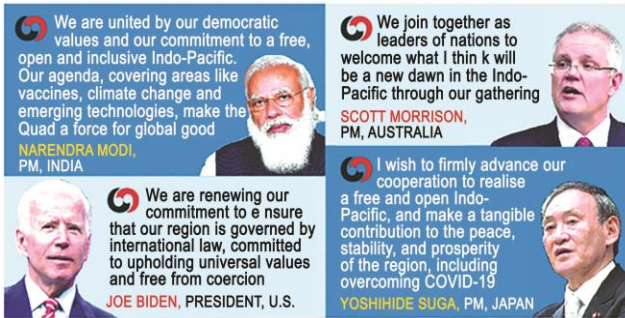 We are united by our democratic
values and our commitment to a free,
open and inclusive Indo-Pacific.
Our agenda, covering areas like
vaccines, climate change and
emerging technologies, make the
Quad a force for global good
NARENDRA MODI,
PM, INDIA
We join together as
leaders of nations to
welcome what I thin k will
be a new dawn in the Indo-
Pacific through our gathering
SCOTT MORRISON,
PM, AUSTRALIA
We are renewing our
commitment to e nsure
that our region is governed by
international law, committed
to upholding universal values
and free from coercion
JOE BIDEN, PRESIDENT, U.S.
I wish to firmly advance our
cooperation to realise
a free and open Indo-
Pacific, and make a tangible
contribution to the peace,
stability, and prosperity
of the region, including
overcoming COVID-19
YOSHIHIDE SUGA, PM, JAPAN